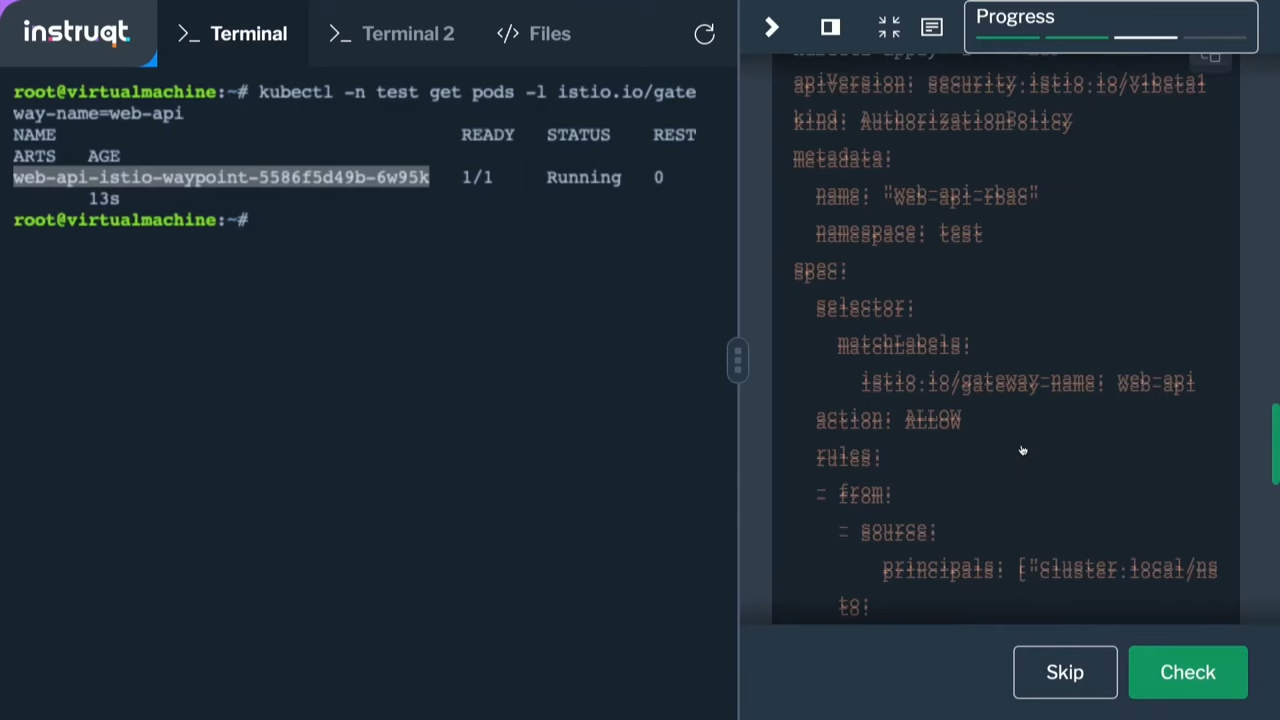 instruqt
>_ Terminal
>_ Terminal 2
</> Files
Progress
root@virtualmachine:~# kubectl -n test get pods -l istio.io/gate
way-name=web-api
NAME READY STATUS REST
ARTS AGE
web-api-istio-waypoint-5586f5d49b-6w95k 1/1 Running 0
13s
root@virtualmachine:~#
apiVersion: security.istio.io/v1beta1
kind: AuthorizationPolicy
metadata:
name: "web-api-rbac"
namespace: test
spec:
selector:
matchLabels:
istio.io/gateway-name: web-api
action: ALLOW
rules:
- from:
- source:
principals: ["cluster.local/ns
to:
Skip
Check